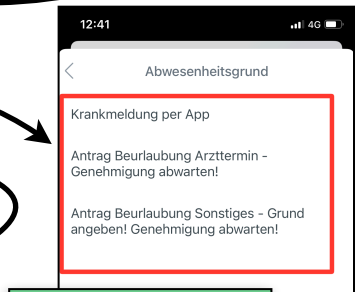 12:41
4G
Abwesenheitsgrund
Krankmeldung per App
Antrag Beurlaubung Arzttermin -
Genehmigung abwarten!
Antrag Beurlaubung Sonstiges - Grund
angeben! Genehmigung abwarten!